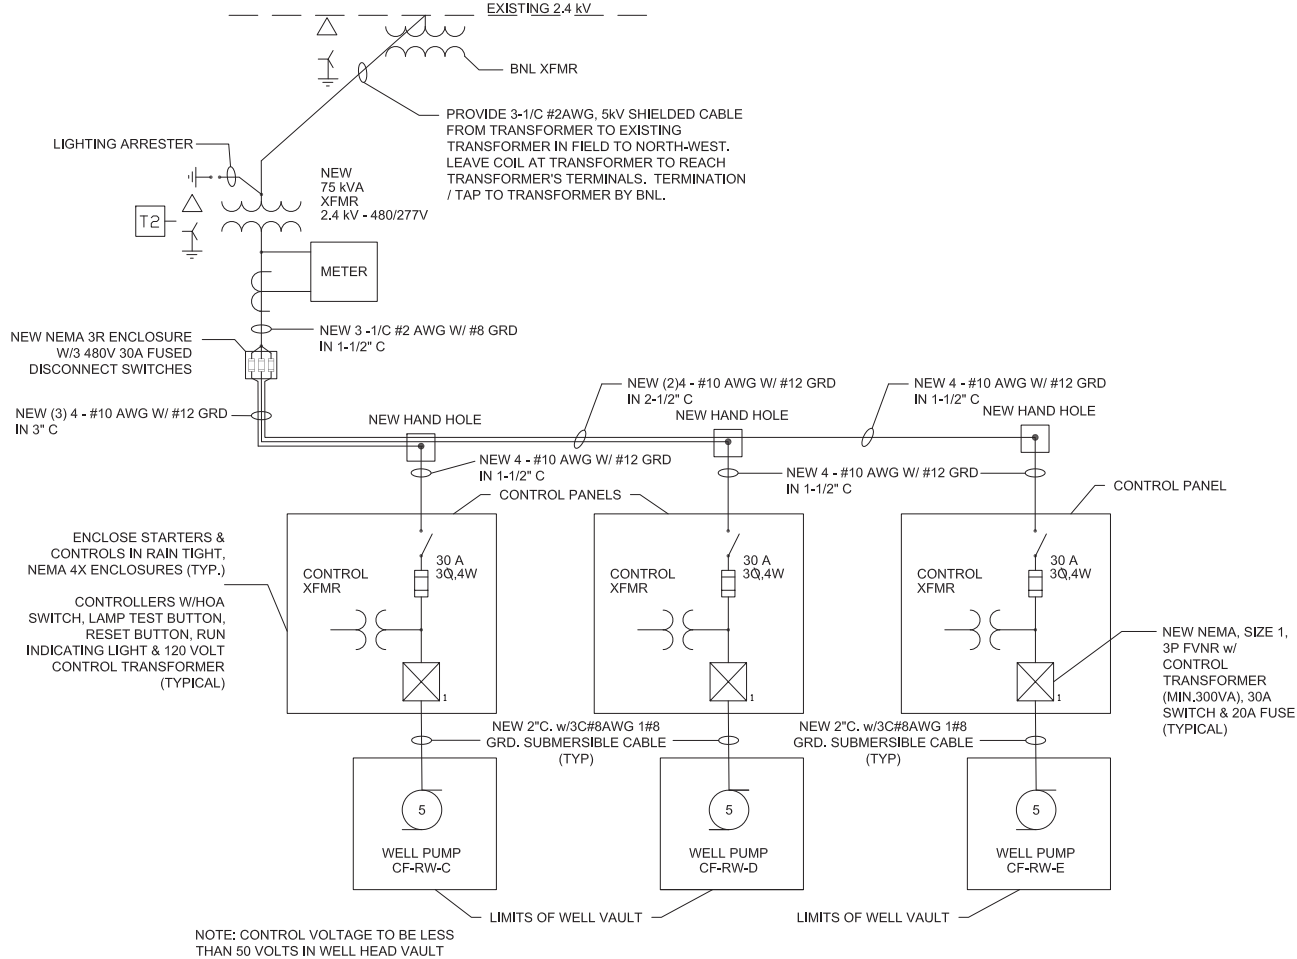 EXISTING 2.4 kV
BNL XFMR
PROVIDE 3-1/C #2AWG, 5kV SHIELDED CABLE
FROM TRANSFORMER TO EXISTING
TRANSFORMER IN FIELD TO NORTH-WEST.
LEAVE COIL AT TRANSFORMER TO REACH
TRANSFORMER'S TERMINALS. TERMINATION
/ TAP TO TRANSFORMER BY BNL.
LIGHTING ARRESTER
NEW
75 kVA
XFMR
2.4 kV - 480/277V
T2
METER
NEW 3 -1/C #2 AWG W/ #8 GRD
IN 1-1/2" C
NEW NEMA 3R ENCLOSURE
W/3 480V 30A FUSED
DISCONNECT SWITCHES
NEW (3) 4 - #10 AWG W/ #12 GRD
IN 3" C
NEW HAND HOLE
NEW (2)4 - #10 AWG W/ #12 GRD
IN 2-1/2" C
NEW HAND HOLE
NEW 4 - #10 AWG W/ #12 GRD
IN 1-1/2" C
NEW HAND HOLE
NEW 4 - #10 AWG W/ #12 GRD
IN 1-1/2" C
NEW 4 - #10 AWG W/ #12 GRD
IN 1-1/2" C
CONTROL PANELS
CONTROL PANEL
ENCLOSE STARTERS &
CONTROLS IN RAIN TIGHT,
NEMA 4X ENCLOSURES (TYP.)
CONTROLLERS W/HOA
SWITCH, LAMP TEST BUTTON,
RESET BUTTON, RUN
INDICATING LIGHT & 120 VOLT
CONTROL TRANSFORMER
(TYPICAL)
30 A
3Ø,4W
CONTROL
XFMR
1
30 A
3Ø,4W
CONTROL
XFMR
1
30 A
3Ø,4W
CONTROL
XFMR
1
NEW NEMA, SIZE 1,
3P FVNR w/
CONTROL
TRANSFORMER
(MIN.300VA), 30A
SWITCH & 20A FUSE
(TYPICAL)
NEW 2"C. w/3C#8AWG 1#8
GRD. SUBMERSIBLE CABLE
(TYP)
NEW 2"C. w/3C#8AWG 1#8
GRD. SUBMERSIBLE CABLE
(TYP)
5
WELL PUMP
CF-RW-C
5
WELL PUMP
CF-RW-D
5
WELL PUMP
CF-RW-E
LIMITS OF WELL VAULT
LIMITS OF WELL VAULT
NOTE: CONTROL VOLTAGE TO BE LESS
THAN 50 VOLTS IN WELL HEAD VAULT